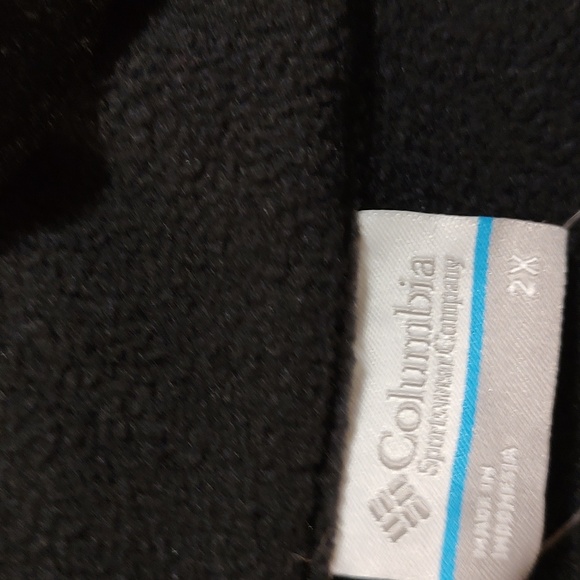 Columbia
Sportswear Company
2X
MADE IN
INDONESIA